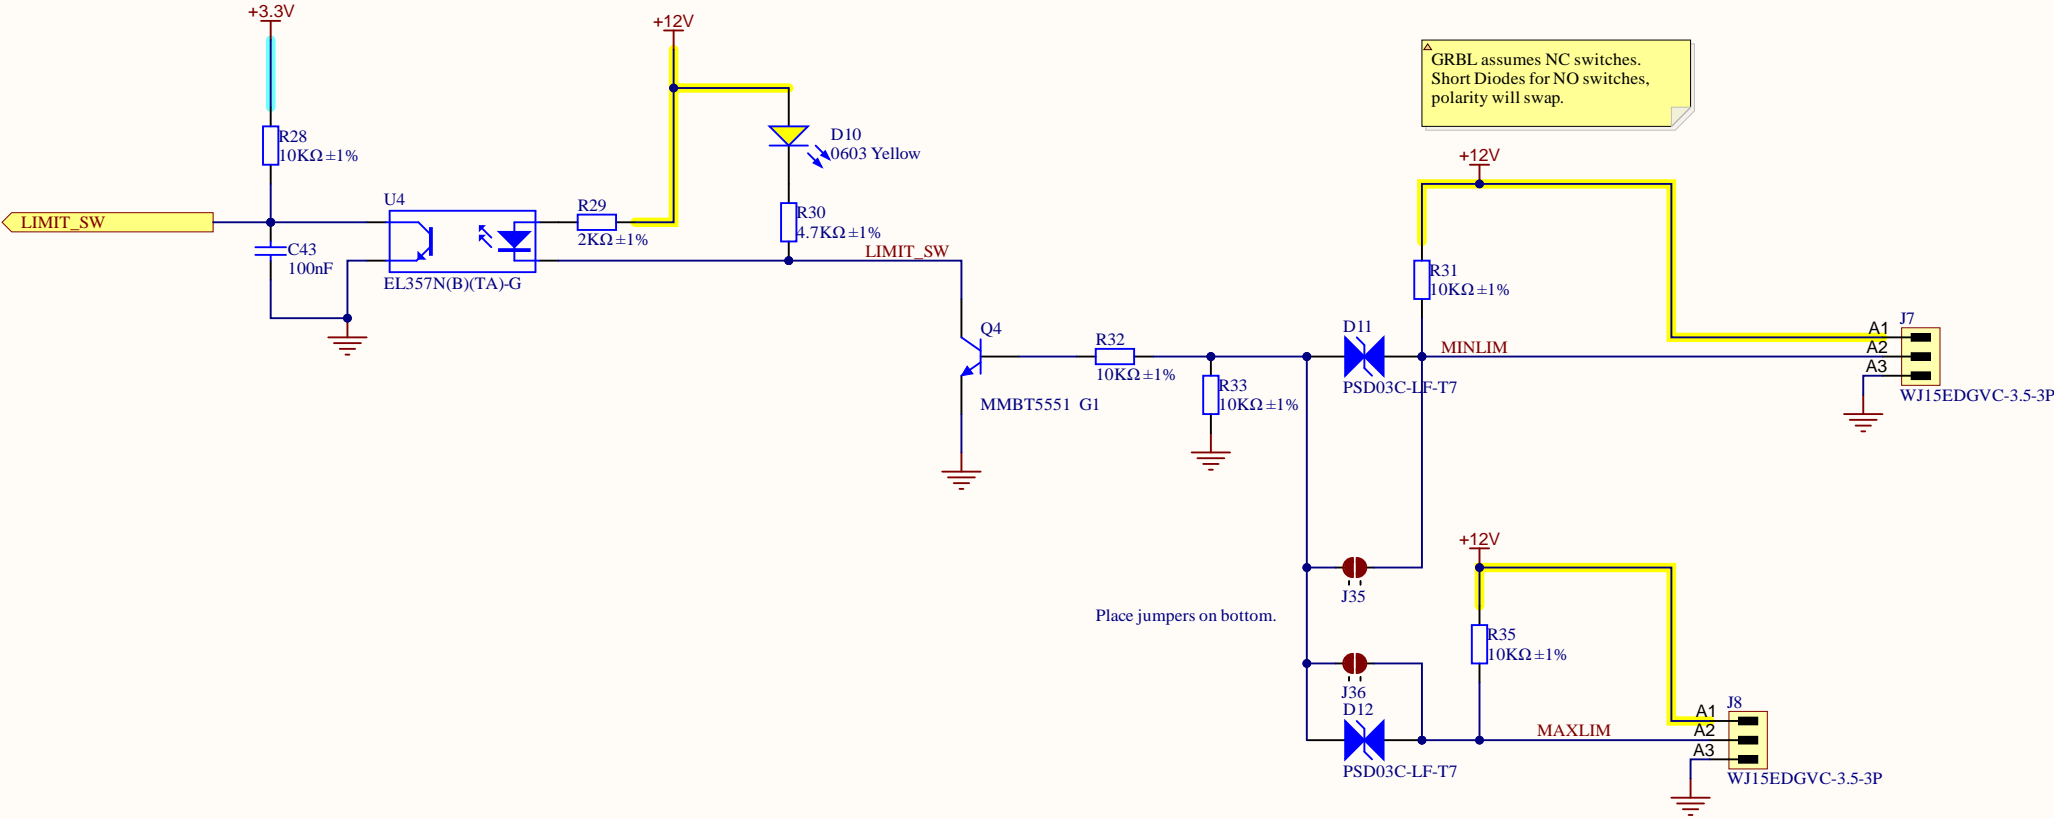 +3.3V
+12V
GRBL assumes NC switches.
Short Diodes for NO switches,
polarity will swap.
R28
10KΩ ±1%
D10
0603 Yellow
+12V
LIMIT_SW
U4
R29
2KΩ ±1%
R30
4.7KΩ ±1%
LIMIT_SW
C43
100nF
EL357N(B)(TA)-G
R31
10KΩ ±1%
Q4
MMBT5551 G1
R32
10KΩ ±1%
R33
10KΩ ±1%
D11
PSD03C-LF-T7
MINLIM
A1
A2
A3
J7
WJ15EDGVC-3.5-3P
+12V
J35
Place jumpers on bottom.
R35
10KΩ ±1%
J36
D12
PSD03C-LF-T7
MAXLIM
A1
A2
A3
J8
WJ15EDGVC-3.5-3P